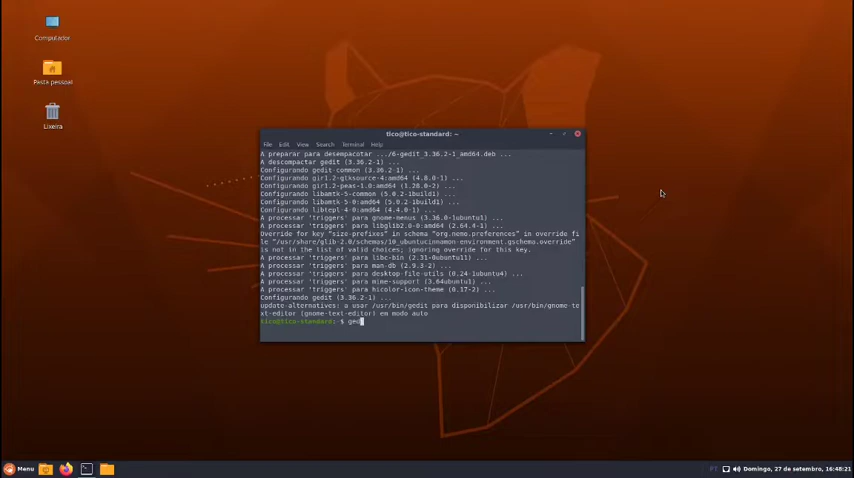 Computador
Pasta pessoal
Lixeira
tico@tico-standard: ~
File Edit View Search Terminal Help
A preparar para desempacotar .../6-gedit_3.36.2-1_amd64.deb ...
A descompactar gedit (3.36.2-1) ...
Configurando gedit-common (3.36.2-1) ...
Configurando gir1.2-gtksource-4:amd64 (4.8.0-1) ...
Configurando gir1.2-peas-1.0:amd64 (1.28.0-2) ...
Configurando libamtk-5-common (5.0.2-1build1) ...
Configurando libamtk-5-0:amd64 (5.0.2-1build1) ...
Configurando libtepl-4-0:amd64 (4.4.0-1) ...
A processar 'triggers' para gnome-menus (3.36.0-1ubuntu1) ...
A processar 'triggers' para libglib2.0-0:amd64 (2.64.4-1) ...
Override for key "size-prefixes" in schema "org.nemo.preferences" in override fi
le "/usr/share/glib-2.0/schemas/10_ubuntucinnamon-environment.gschema.override"
is not in the list of valid choices; ignoring override for this key.
A processar 'triggers' para libc-bin (2.31-0ubuntu11) ...
A processar 'triggers' para man-db (2.9.3-2) ...
A processar 'triggers' para desktop-file-utils (0.24-1ubuntu4) ...
A processar 'triggers' para mime-support (3.64ubuntu1) ...
A processar 'triggers' para hicolor-icon-theme (0.17-2) ...
Configurando gedit (3.36.2-1) ...
update-alternatives: a usar /usr/bin/gedit para disponibilizar /usr/bin/gnome-te
xt-editor (gnome-text-editor) em modo auto
tico@tico-standard:~$ ged
Menu PT Domingo, 27 de setembro, 16:48:21